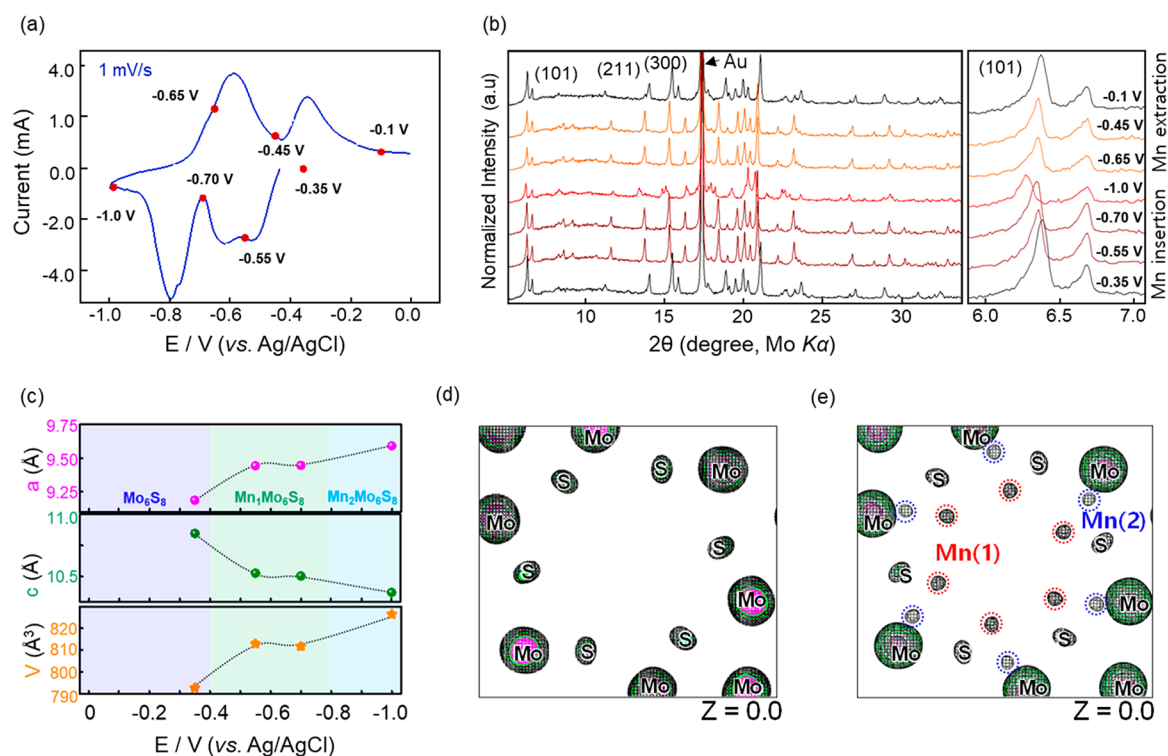 (a)
1 mV/s
4.0
1.0
0.0
-2.0
-4.0
Current (mA)
-0.65 V
-0.45 V
-0.1 V
-0.35 V
-0.70 V
-1.0 V
-0.55 V
-1.0 -0.8 -0.6 -0.4 -0.2 0.0
E / V (vs. Ag/AgCl)
(b)
(101) (211) (300) Au
Normalized Intensity (a.u)
10 15 20 25 30
2θ (degree, Mo Kα)
(101)
-0.1 V
-0.45 V
-0.65 V
-1.0 V
-0.70 V
-0.55 V
-0.35 V
Mn extraction
Mn insertion
5.8 6.2 6.6 7.0
(c)
9.75
9.50
9.25
a (Å)
Mo6S8 Mn1Mo6S8 Mn2Mo6S8
11.0
10.5
c (Å)
820
810
800
790
V (Å³)
0 -0.2 -0.4 -0.6 -0.8 -1.0
E / V (vs. Ag/AgCl)
(d)
Mo
S
S
Mo
Mo
S
S
Mo
S
S
Mo
Mo
Mo
Z = 0.0
(e)
Mo
S
S
Mo
Mo
Mn(2)
Mn(1)
S
S
Mo
S
Mo
S
Mo
Mo
Z = 0.0